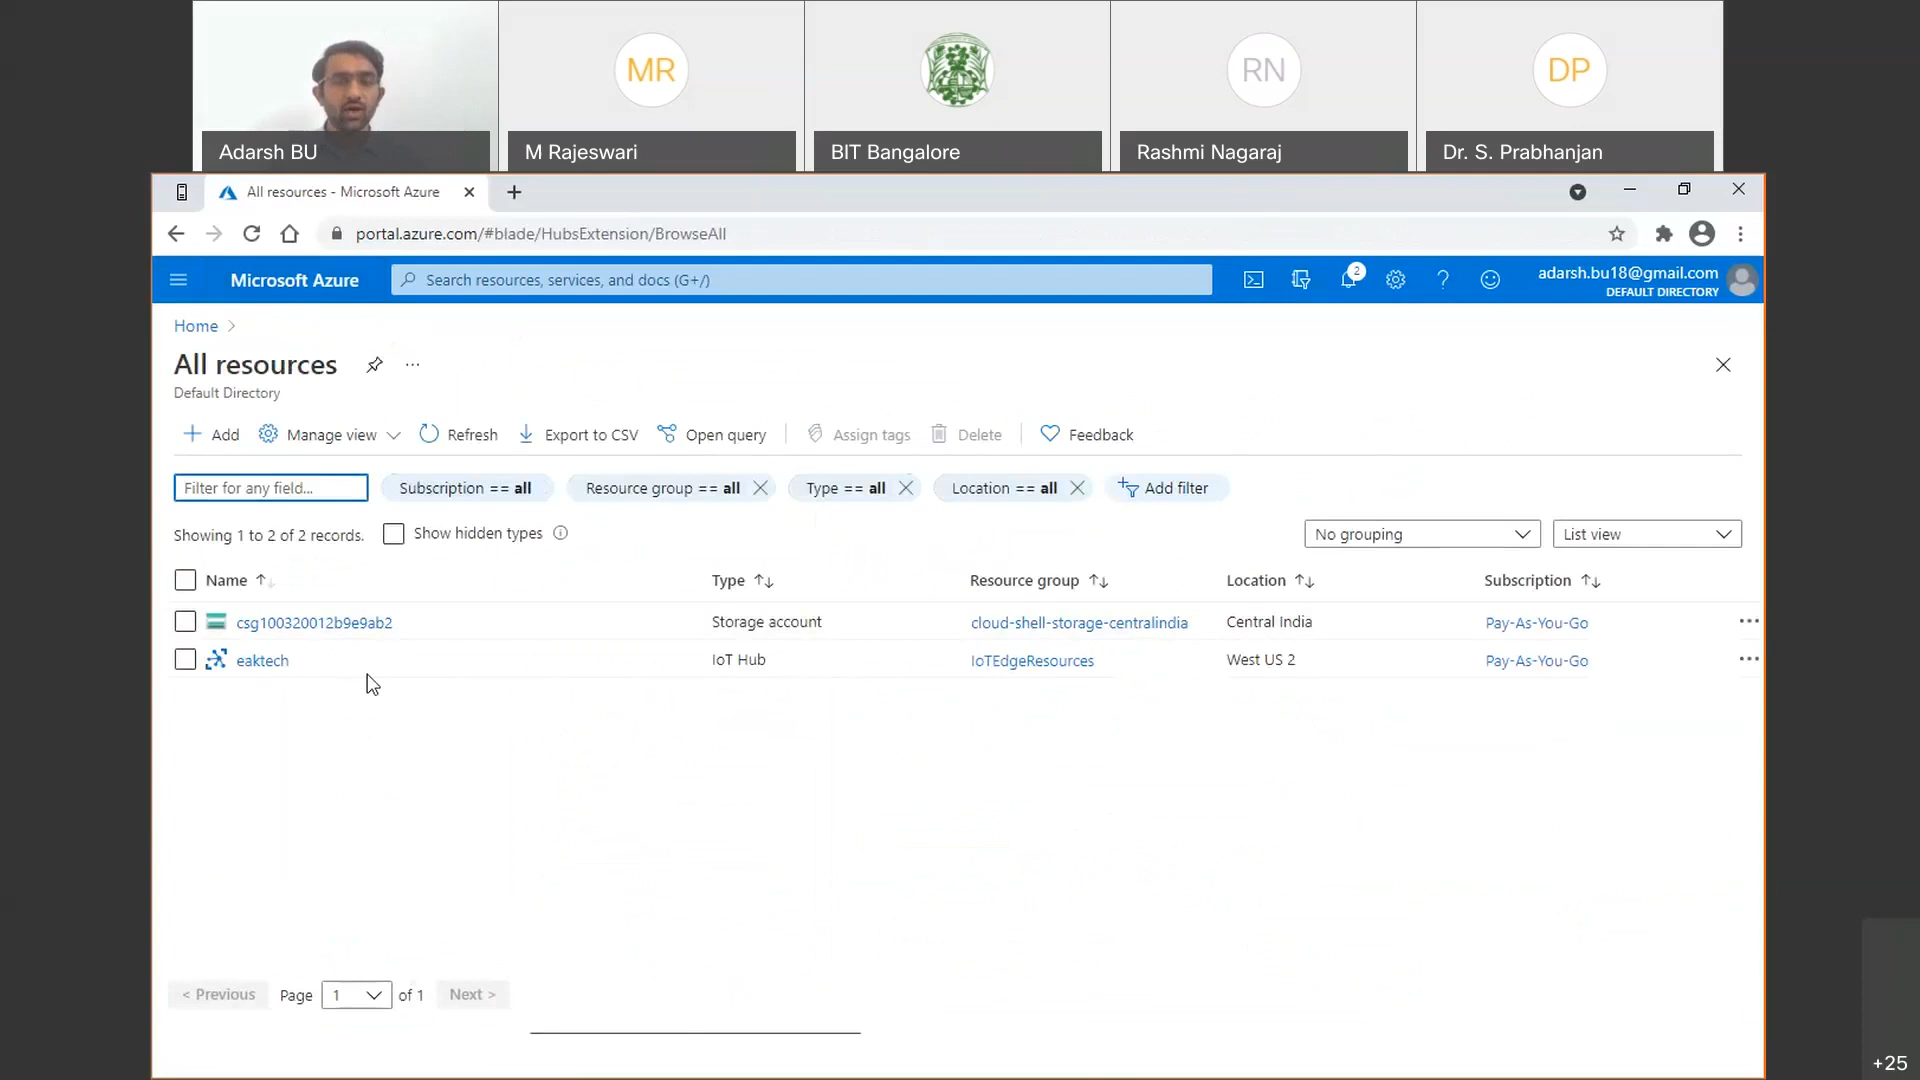 MR
RN
DP
Adarsh BU
M Rajeswari
BIT Bangalore
Rashmi Nagaraj
Dr. S. Prabhanjan
All resources - Microsoft Azure
portal.azure.com/#blade/HubsExtension/BrowseAll
Microsoft Azure
Search resources, services, and docs (G+/)
2
adarsh.bu18@gmail.com
DEFAULT DIRECTORY
Home
All resources
Default Directory
Add
Manage view
Refresh
Export to CSV
Open query
Assign tags
Delete
Feedback
Filter for any field...
Subscription == all
Resource group == all
Type == all
Location == all
Add filter
Showing 1 to 2 of 2 records.
Show hidden types
No grouping
List view
Name Type Resource group Location Subscription
csg100320012b9e9ab2 Storage account cloud-shell-storage-centralindia Central India Pay-As-You-Go
eaktech IoT Hub IoTEdgeResources West US 2 Pay-As-You-Go
< Previous Page 1 of 1 Next >
+25